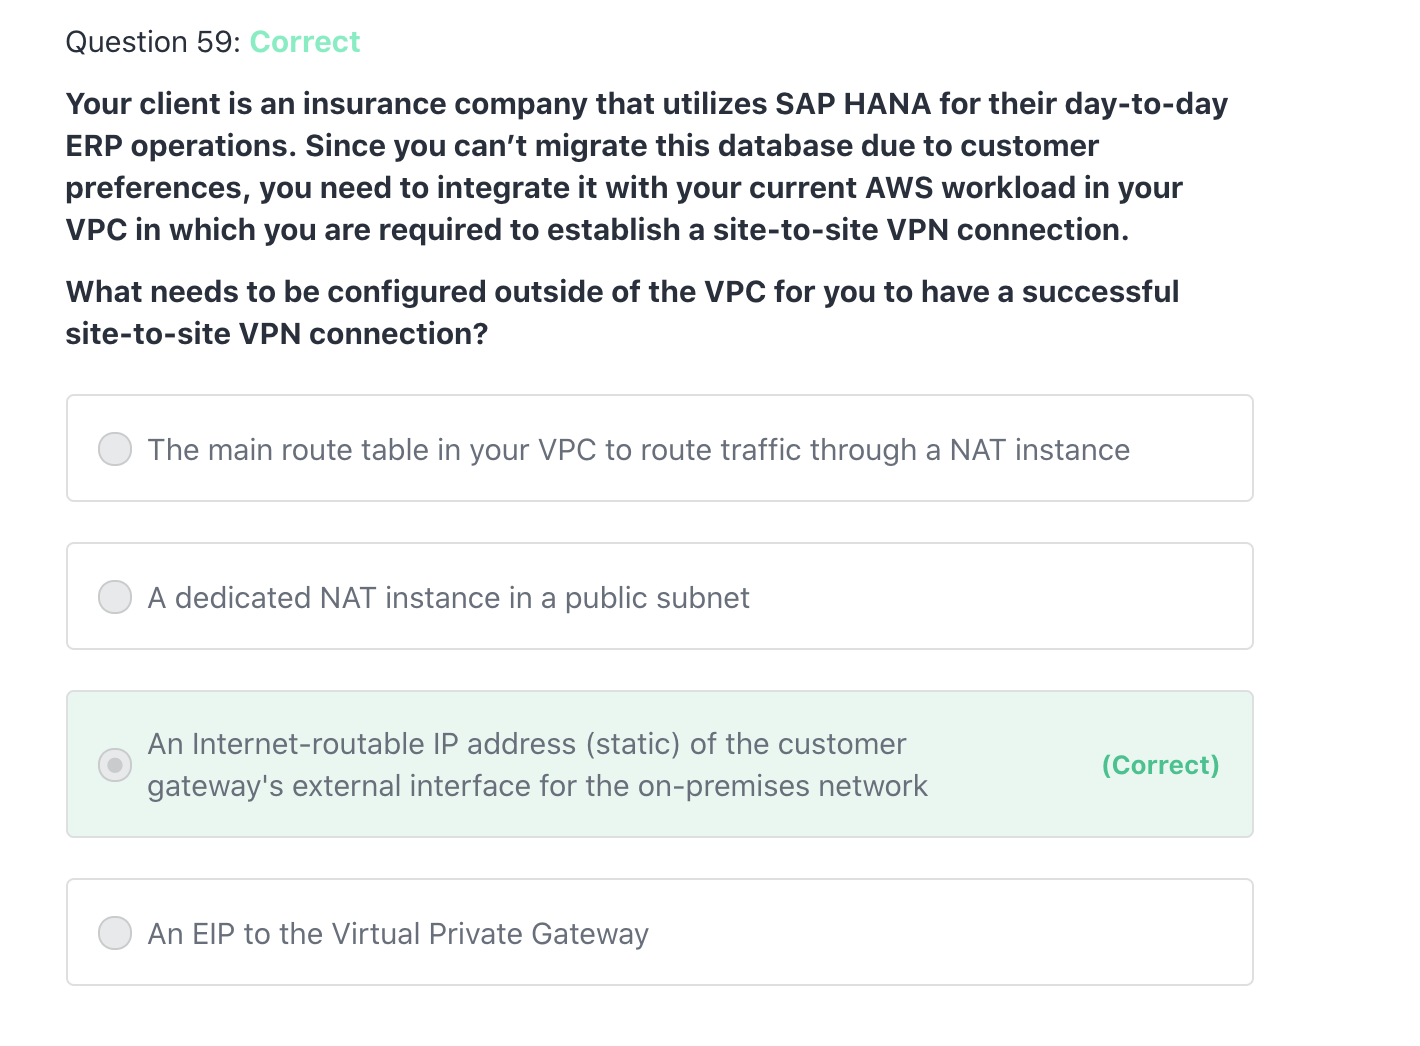 Question 59: Correct
Your client is an insurance company that utilizes SAP HANA for their day-to-day
ERP operations. Since you can’t migrate this database due to customer
preferences, you need to integrate it with your current AWS workload in your
VPC in which you are required to establish a site-to-site VPN connection.
What needs to be configured outside of the VPC for you to have a successful
site-to-site VPN connection?
The main route table in your VPC to route traffic through a NAT instance
A dedicated NAT instance in a public subnet
An Internet-routable IP address (static) of the customer
gateway's external interface for the on-premises network
(Correct)
An EIP to the Virtual Private Gateway